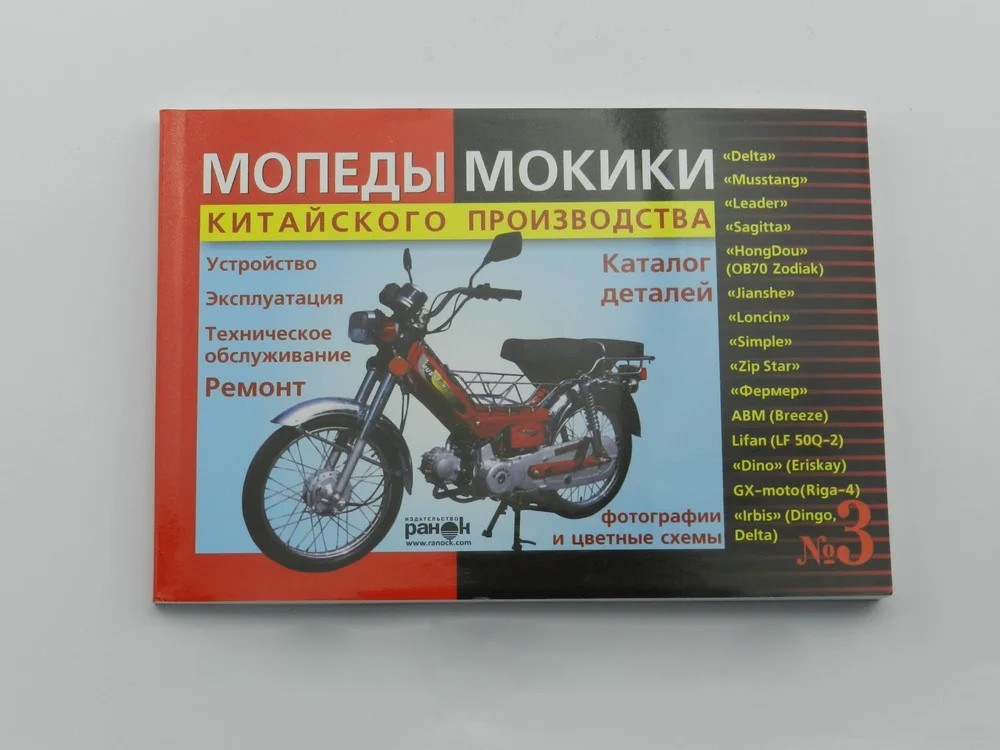 МОПЕДЫ МОКИКИ
КИТАЙСКОГО ПРОИЗВОДСТВА
Устройство
Эксплуатация
Техническое
обслуживание
Ремонт
Каталог
деталей
ИЗДАТЕЛЬСТВО
РАНОК
www.ranock.com
фотографии
и цветные схемы
«Delta»
«Musstang»
«Leader»
«Sagitta»
«HongDou»
(OB70 Zodiak)
«Jianshe»
«Loncin»
«Simple»
«Zip Star»
«Фермер»
ABM (Breeze)
Lifan (LF 50Q-2)
«Dino» (Eriskay)
GX-moto(Riga-4)
«Irbis» (Dingo,
Delta)
№3